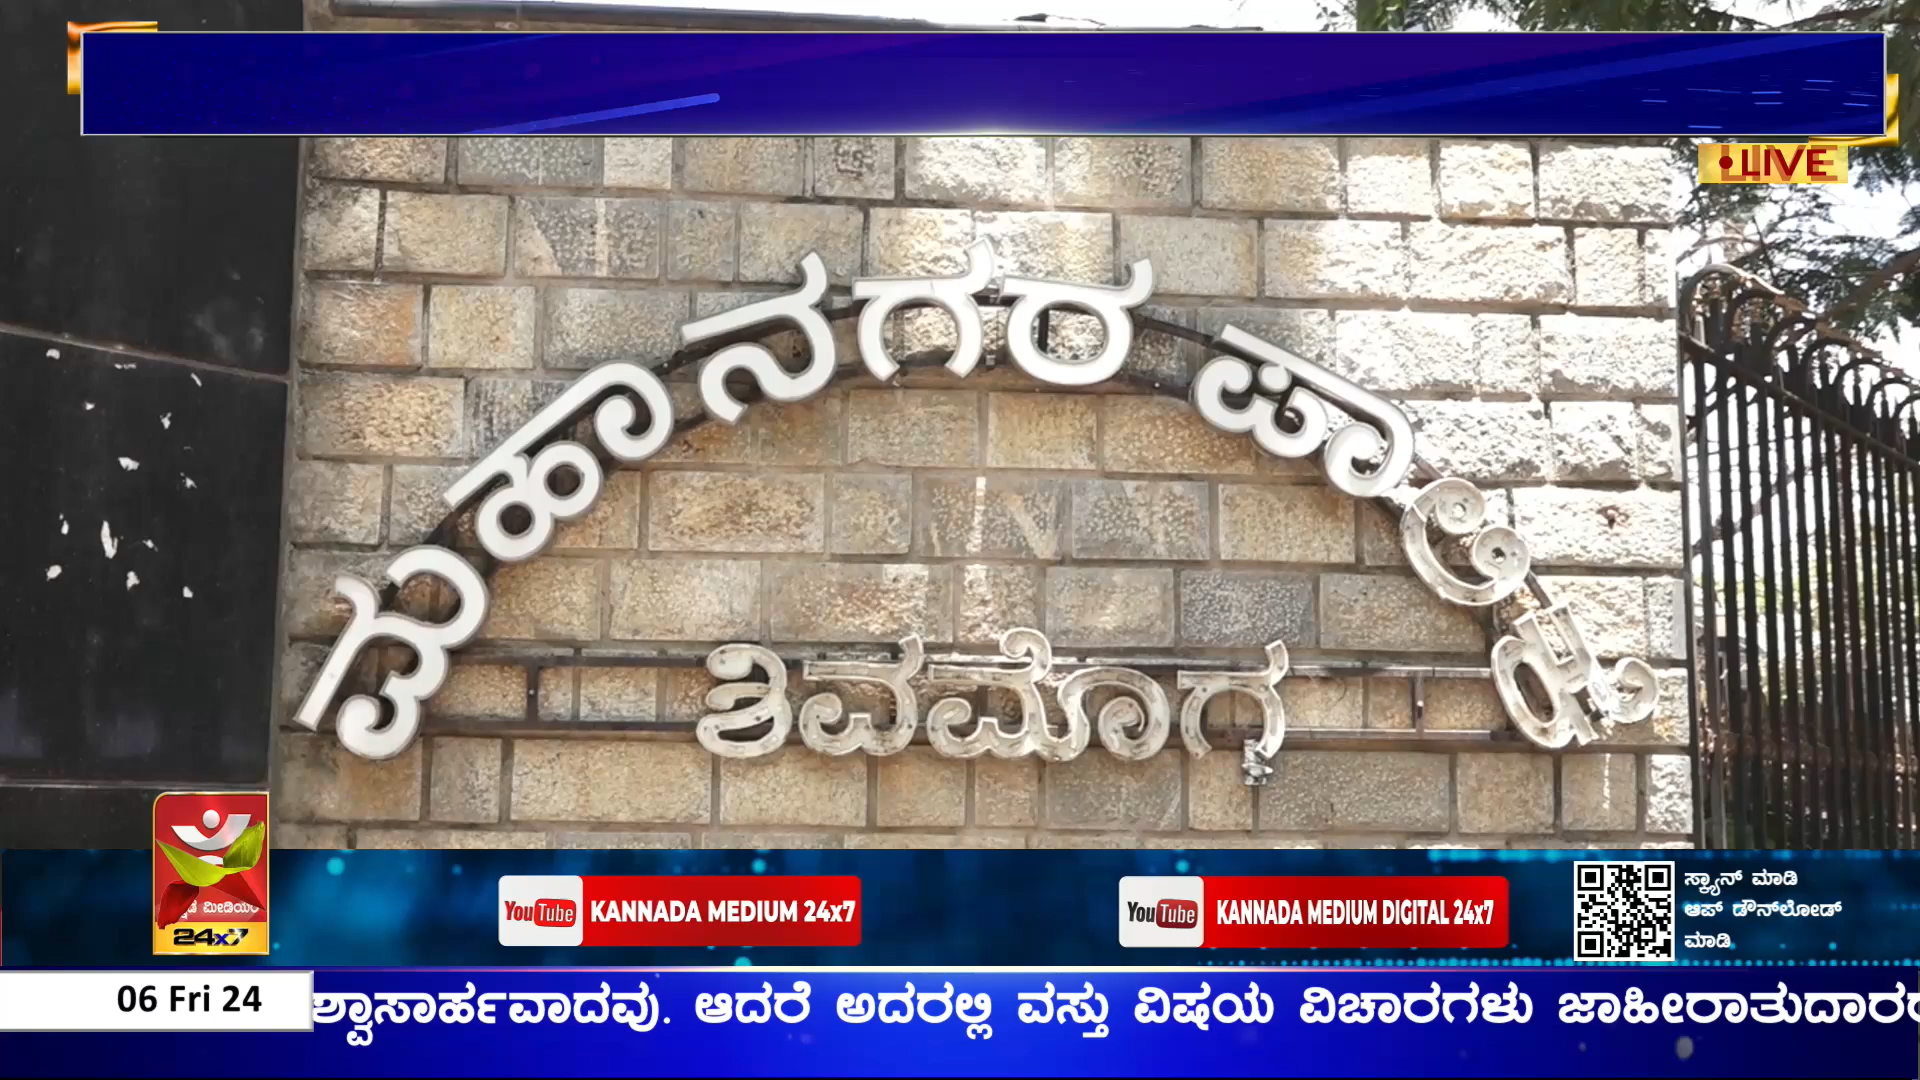 LIVE
ಮಹಾನಗರ ಪಾಲಿಕೆ
ಶಿವಮೊಗ್ಗ
ಮೀಡಿಯಂ
24x7
YouTube KANNADA MEDIUM 24x7
YouTube KANNADA MEDIUM DIGITAL 24x7
ಸ್ಕ್ಯಾನ್ ಮಾಡಿ
ಆಪ್ ಡೌನ್‌ಲೋಡ್
ಮಾಡಿ
06 Fri 24
ಶ್ವಾಸಾರ್ಹವಾದವು. ಆದರೆ ಅದರಲ್ಲಿ ವಸ್ತು ವಿಷಯ ವಿಚಾರಗಳು ಜಾಹೀರಾತುದಾರರ